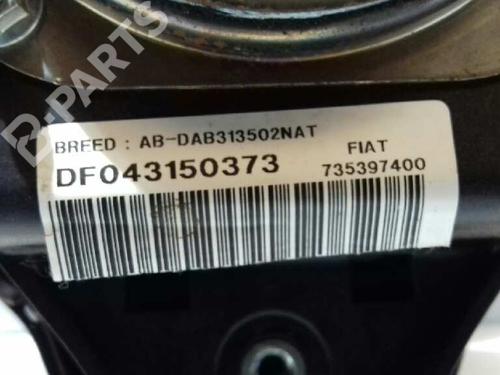 B-PARTS
BREED : AB-DAB313502NAT FIAT
DF043150373 735397400